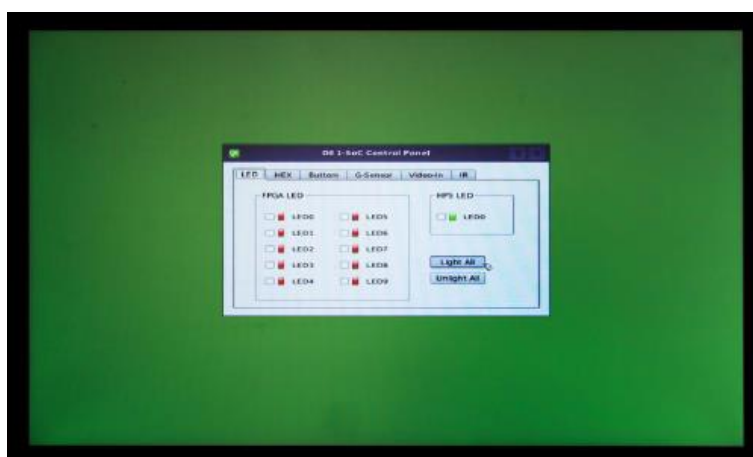 DE1-SoC Control Panel
LED HEX Button G-Sensor Video-In IR
FPGA LED HPS LED
LED0 LED5 LED0
LED1 LED6
LED2 LED7
LED3 LED8 Light All
LED4 LED9 Unlight All